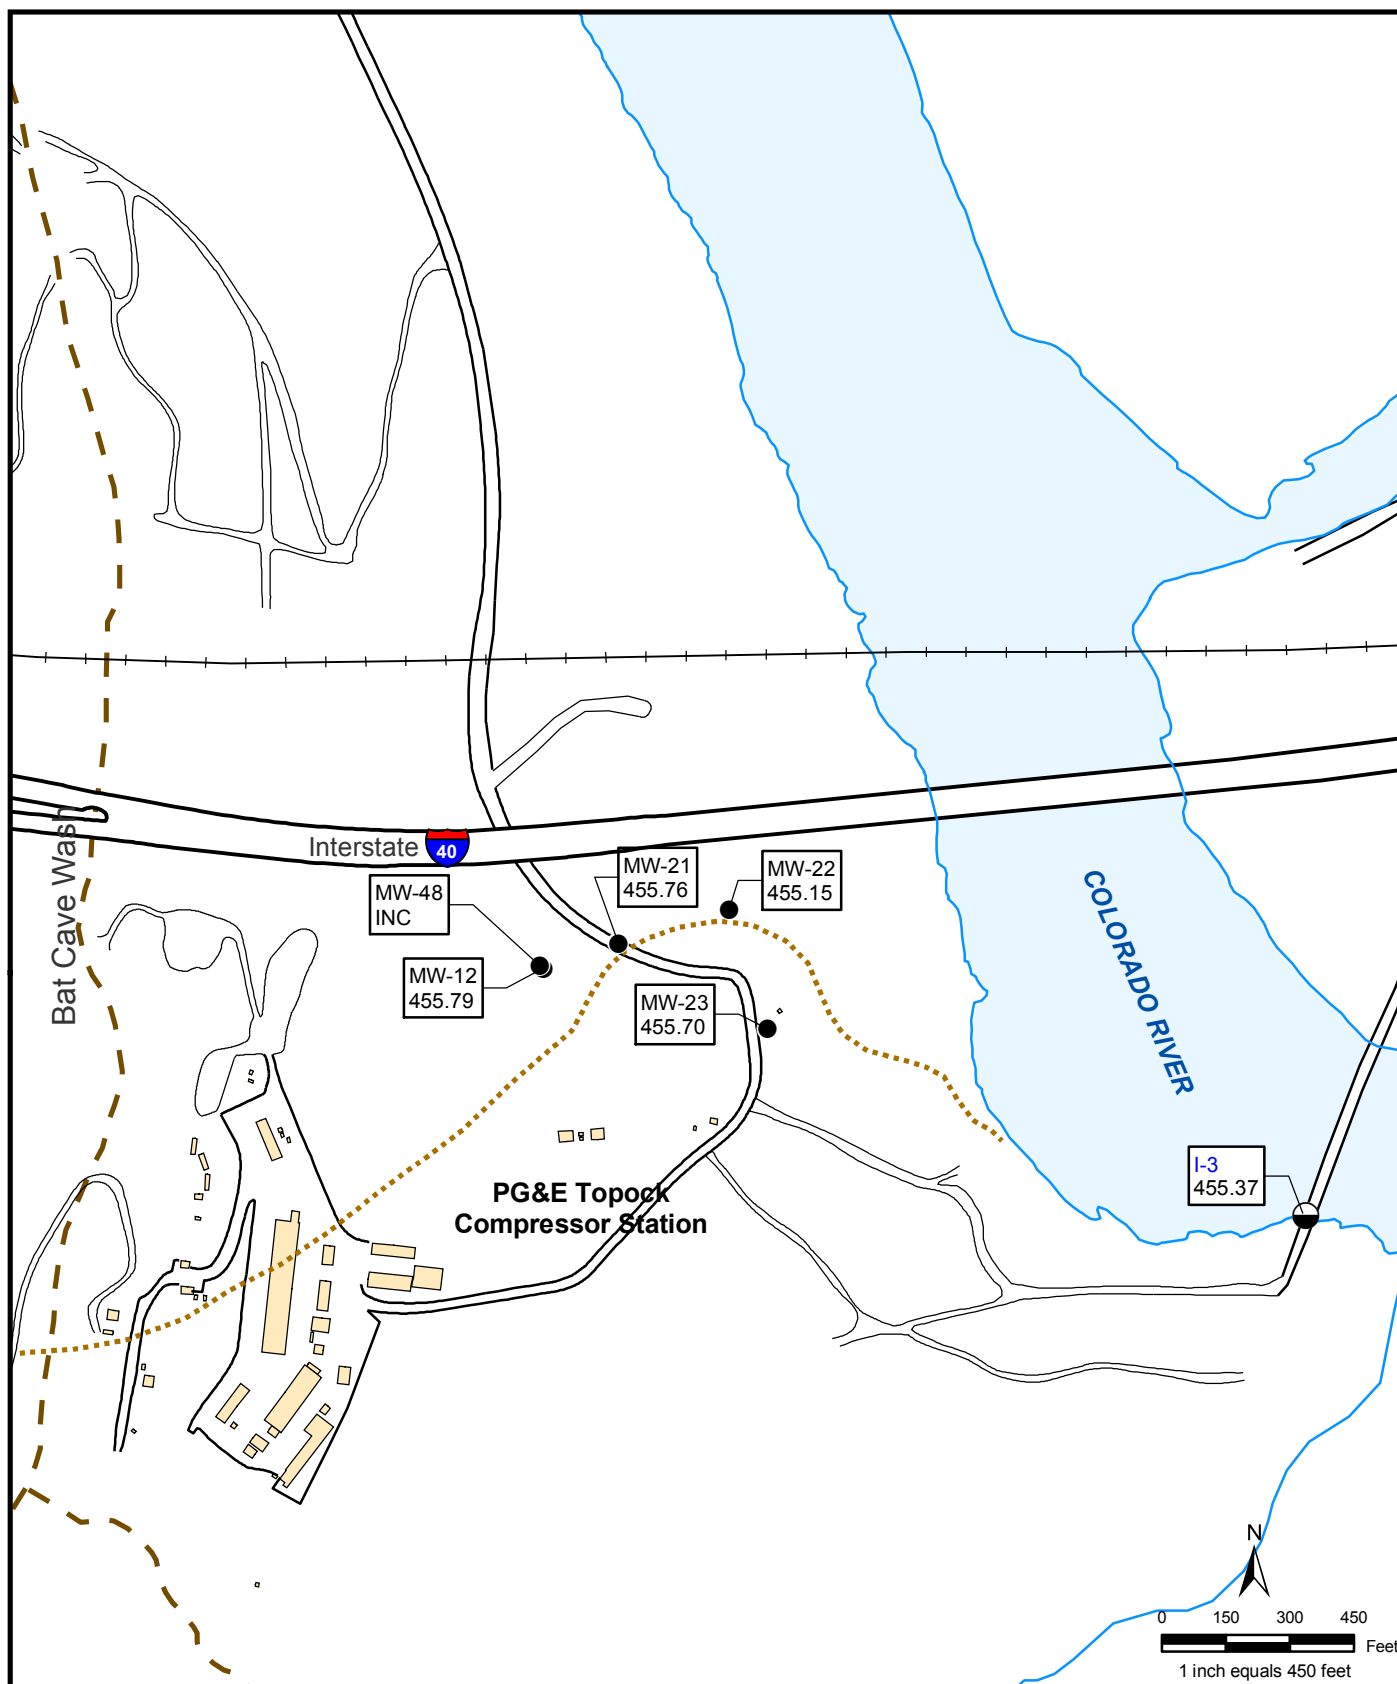 Interstate
40
Bat Cave Wash
MW-48
INC
MW-21
455.76
MW-22
455.15
MW-12
455.79
MW-23
455.70
COLORADO RIVER
I-3
455.37
PG&E Topock
Compressor Station
N
0 150 300 450
Feet
1 inch equals 450 feet